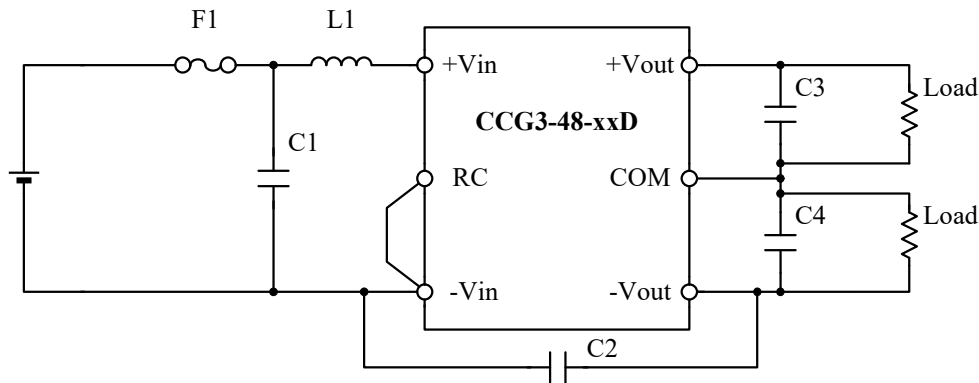 F1
L1
+Vin
+Vout
C3
Load
CCG3-48-xxD
C1
RC
COM
C4
Load
-Vin
-Vout
C2